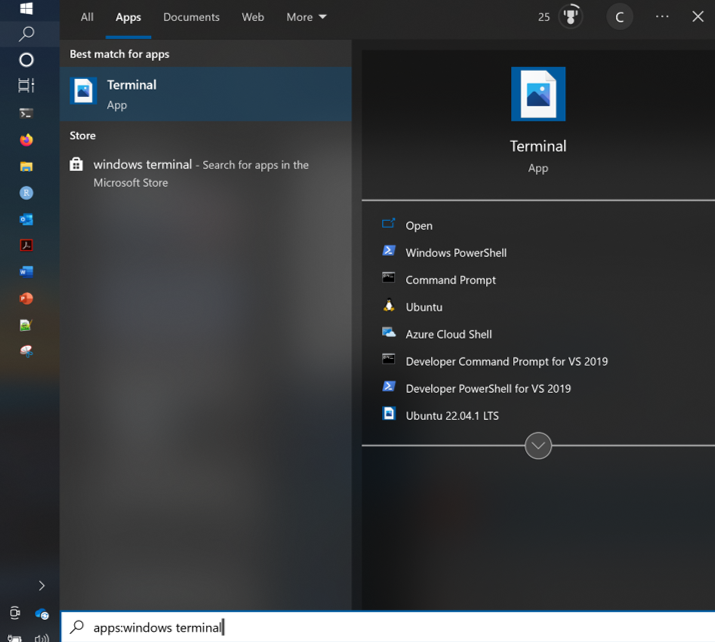 All Apps Documents Web More 25 C
Best match for apps
Terminal
App
Store
windows terminal - Search for apps in the
Microsoft Store
Terminal
App
Open
Windows PowerShell
Command Prompt
Ubuntu
Azure Cloud Shell
Developer Command Prompt for VS 2019
Developer PowerShell for VS 2019
Ubuntu 22.04.1 LTS
apps:windows terminal